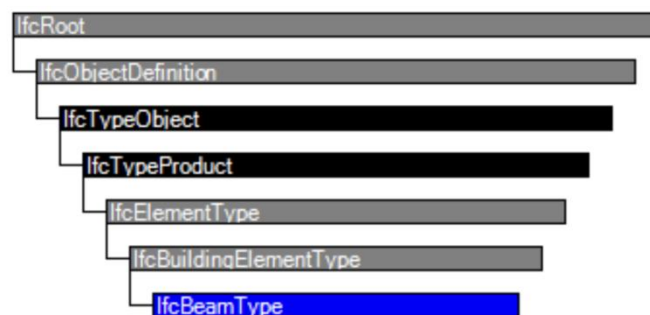 IfcRoot
IfcObjectDefinition
IfcTypeObject
IfcTypeProduct
IfcElementType
IfcBuildingElementType
IfcBeamType